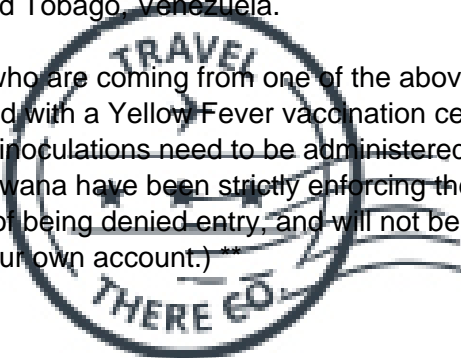 d Tobago, Venezuela.
TRAVEL
who are coming from one of the above
d with a Yellow Fever vaccination ce
inoculations need to be administered
wana have been strictly enforcing the
of being denied entry, and will not be
ur own account.) **
THERE CO.